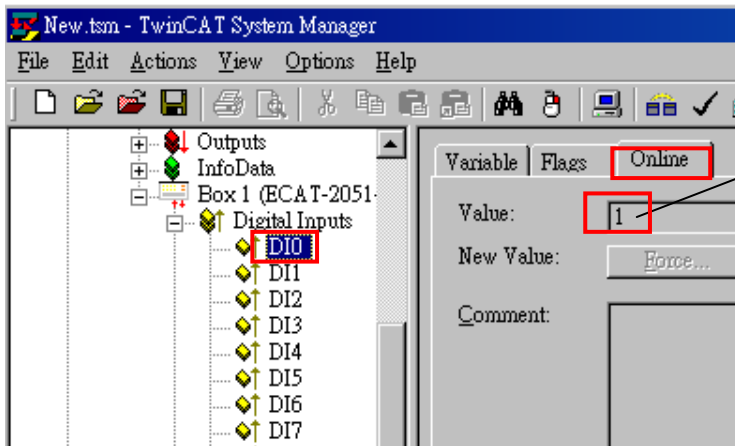 New.tsm - TwinCAT System Manager
File Edit Actions View Options Help
Outputs
InfoData
Box 1 (ECAT-2051-
Digital Inputs
DI0
DI1
DI2
DI3
DI4
DI5
DI6
DI7
Variable Flags Online
Value: 1
New Value: Force...
Comment: